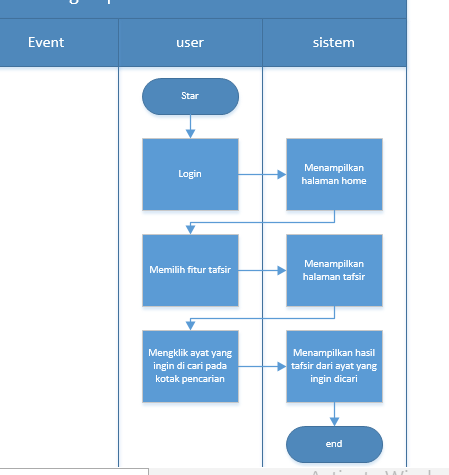 Event
user
sistem
Star
Login
Menampilkan
halaman home
Memilih fitur tafsir
Menampilkan
halaman tafsir
Mengklik ayat yang
ingin di cari pada
kotak pencarian
Menampilkan hasil
tafsir dari ayat yang
ingin dicari
end